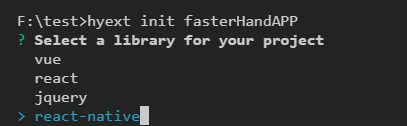 F:\test>hyext init fasterHandAPP
? Select a library for your project
vue
react
jquery
> react-native